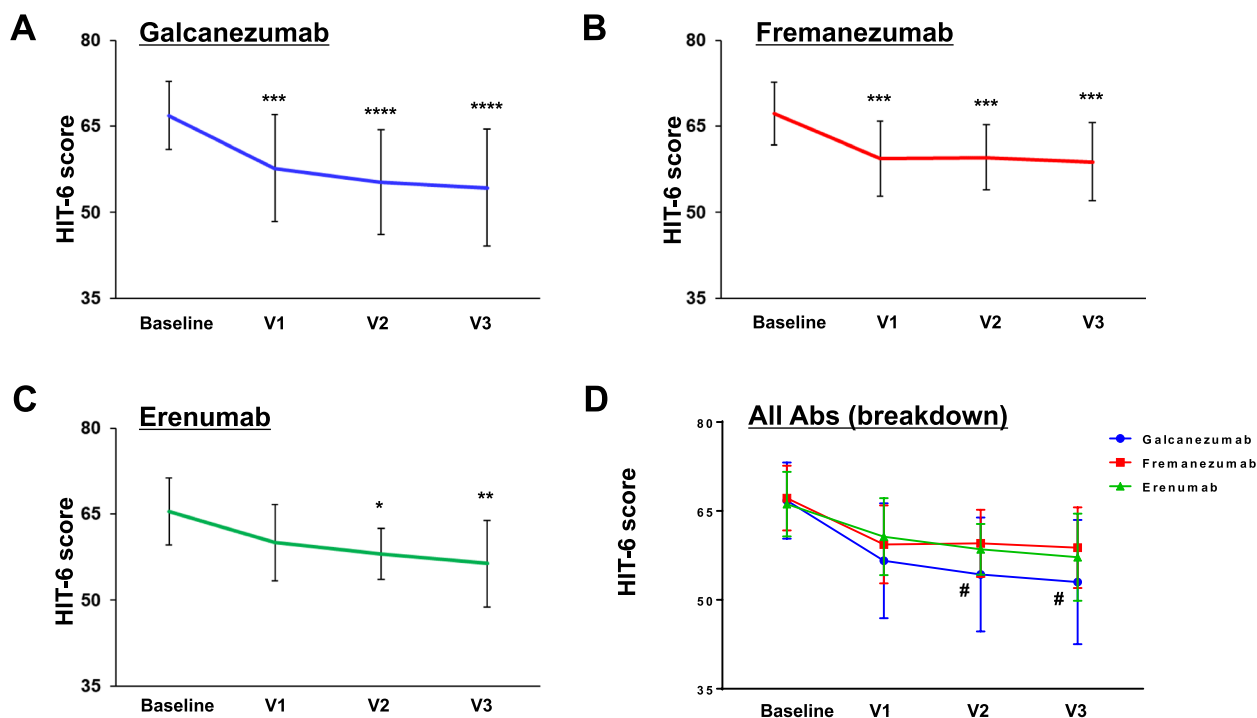 A
Galcanezumab
HIT-6 score
80
65
50
35
***
****
****
Baseline V1 V2 V3
B
Fremanezumab
HIT-6 score
80
65
50
35
***
***
***
Baseline V1 V2 V3
C
Erenumab
HIT-6 score
80
65
50
35
*
**
Baseline V1 V2 V3
D
All Abs (breakdown)
HIT-6 score
80
65
50
35
#
#
Baseline V1 V2 V3
Galcanezumab
Fremanezumab
Erenumab